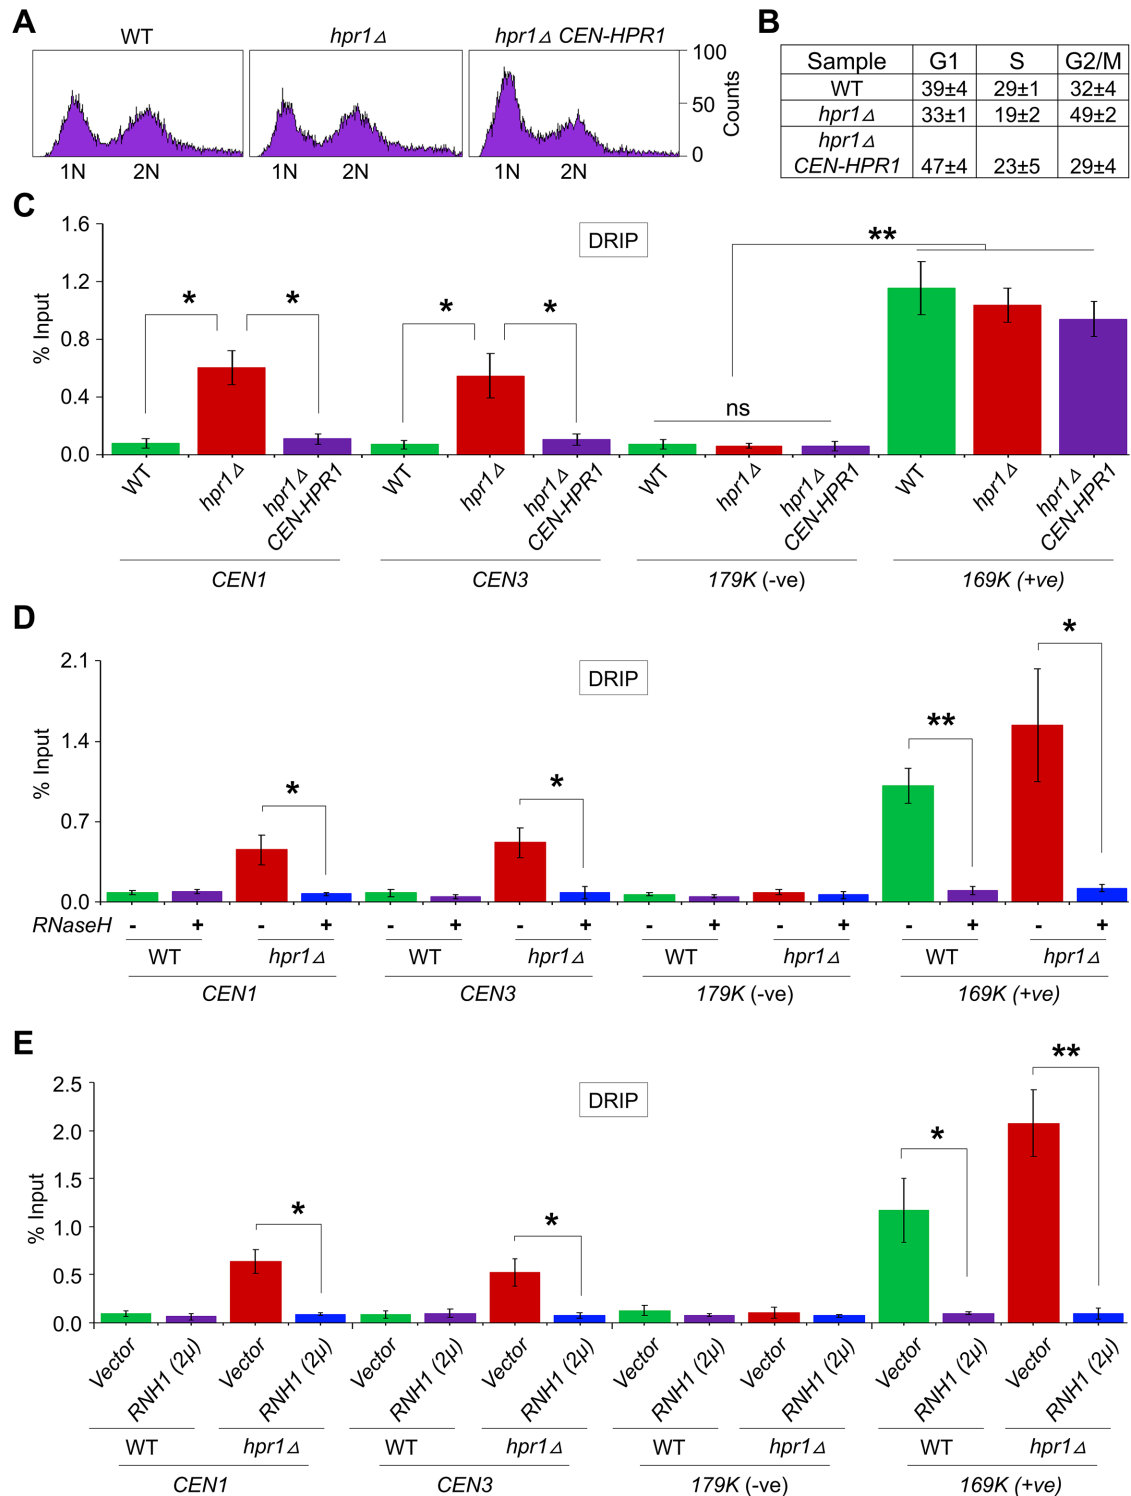 A
WT
hpr1Δ
hpr1Δ CEN-HPR1
100
50
0
Counts
1N 2N
1N 2N
1N 2N
B
Sample G1 S G2/M
WT 39±4 29±1 32±4
hpr1Δ 33±1 19±2 49±2
hpr1Δ
CEN-HPR1 47±4 23±5 29±4
C
DRIP
% Input
1.6
1.2
0.8
0.4
0.0
* * * * ns **
WT hpr1Δ hpr1Δ CEN-HPR1 WT hpr1Δ hpr1Δ CEN-HPR1 WT hpr1Δ hpr1Δ CEN-HPR1 WT hpr1Δ hpr1Δ CEN-HPR1
CEN1 CEN3 179K (-ve) 169K (+ve)
D
DRIP
% Input
2.1
1.4
0.7
0.0
* * ** *
RNaseH - + - + - + - + - + - + - + - +
WT hpr1Δ WT hpr1Δ WT hpr1Δ WT hpr1Δ
CEN1 CEN3 179K (-ve) 169K (+ve)
E
DRIP
% Input
2.5
2.0
1.5
1.0
0.5
0.0
* * * **
Vector RNH1 (2μ) Vector RNH1 (2μ) Vector RNH1 (2μ) Vector RNH1 (2μ) Vector RNH1 (2μ) Vector RNH1 (2μ) Vector RNH1 (2μ) Vector RNH1 (2μ)
WT hpr1Δ WT hpr1Δ WT hpr1Δ WT hpr1Δ
CEN1 CEN3 179K (-ve) 169K (+ve)